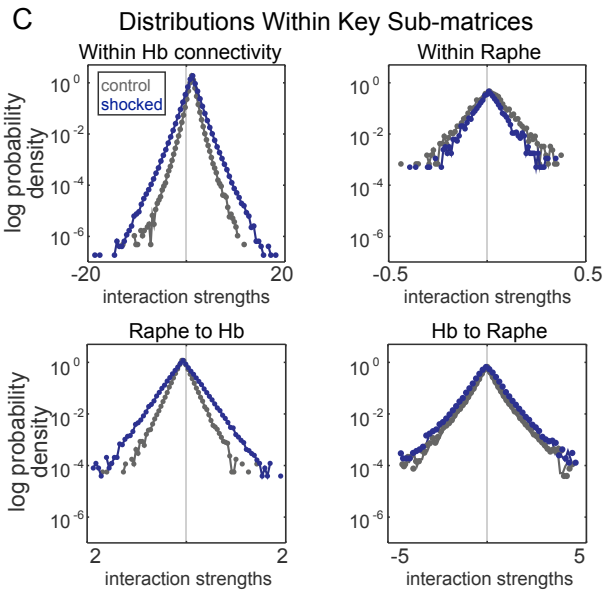 C
Distributions Within Key Sub-matrices
Within Hb connectivity
control
shocked
log probability
density
10^0
10^-2
10^-4
10^-6
-20
20
interaction strengths
Within Raphe
10^0
10^-2
10^-4
10^-6
-0.5
0.5
interaction strengths
Raphe to Hb
log probability
density
10^0
10^-2
10^-4
10^-6
2
2
interaction strengths
Hb to Raphe
10^0
10^-2
10^-4
10^-6
-5
5
interaction strengths